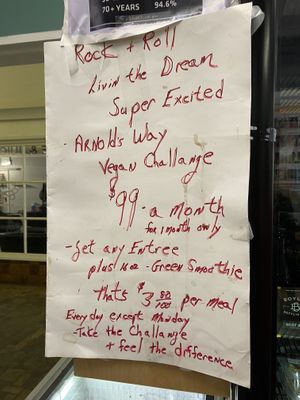 70+ YEARS 94.6%
Rock + Roll
Livin the Dream
Super Excited
- Arnolds Way
Vegan Challange
$99 - a month
for 1 month only
- Get any Entree
plus 16oz - Green Smoothie
thats $3 80/100 per meal
Everyday except Monday
- Take the Challang'e
+ feel the difference